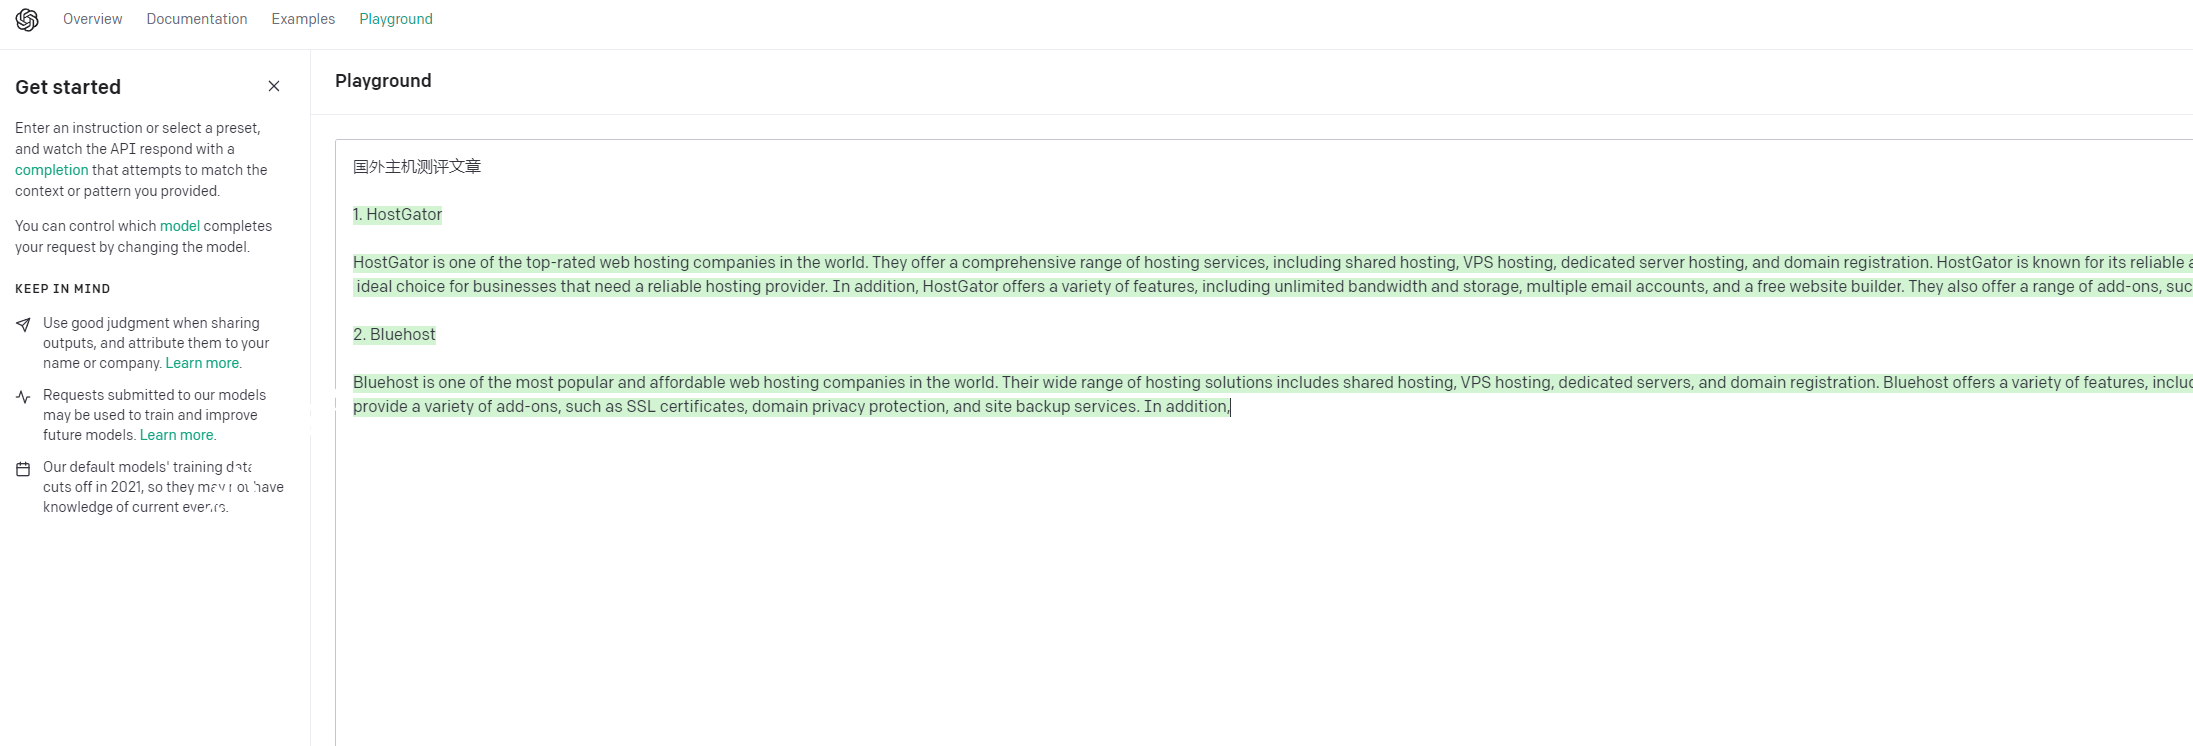 Overview Documentation Examples Playground
Get started
Enter an instruction or select a preset,
and watch the API respond with a
completion that attempts to match the
context or pattern you provided.
You can control which model completes
your request by changing the model.
KEEP IN MIND
Use good judgment when sharing
outputs, and attribute them to your
name or company. Learn more.
Requests submitted to our models
may be used to train and improve
future models. Learn more.
Our default models' training data
cuts off in 2021, so they may not have
knowledge of current events.
Playground
国外主机测评文章
1. HostGator
HostGator is one of the top-rated web hosting companies in the world. They offer a comprehensive range of hosting services, including shared hosting, VPS hosting, dedicated server hosting, and domain registration. HostGator is known for its reliable
ideal choice for businesses that need a reliable hosting provider. In addition, HostGator offers a variety of features, including unlimited bandwidth and storage, multiple email accounts, and a free website builder. They also offer a range of add-ons,
2. Bluehost
Bluehost is one of the most popular and affordable web hosting companies in the world. Their wide range of hosting solutions includes shared hosting, VPS hosting, dedicated servers, and domain registration. Bluehost offers a variety of features,
provide a variety of add-ons, such as SSL certificates, domain privacy protection, and site backup services. In addition,